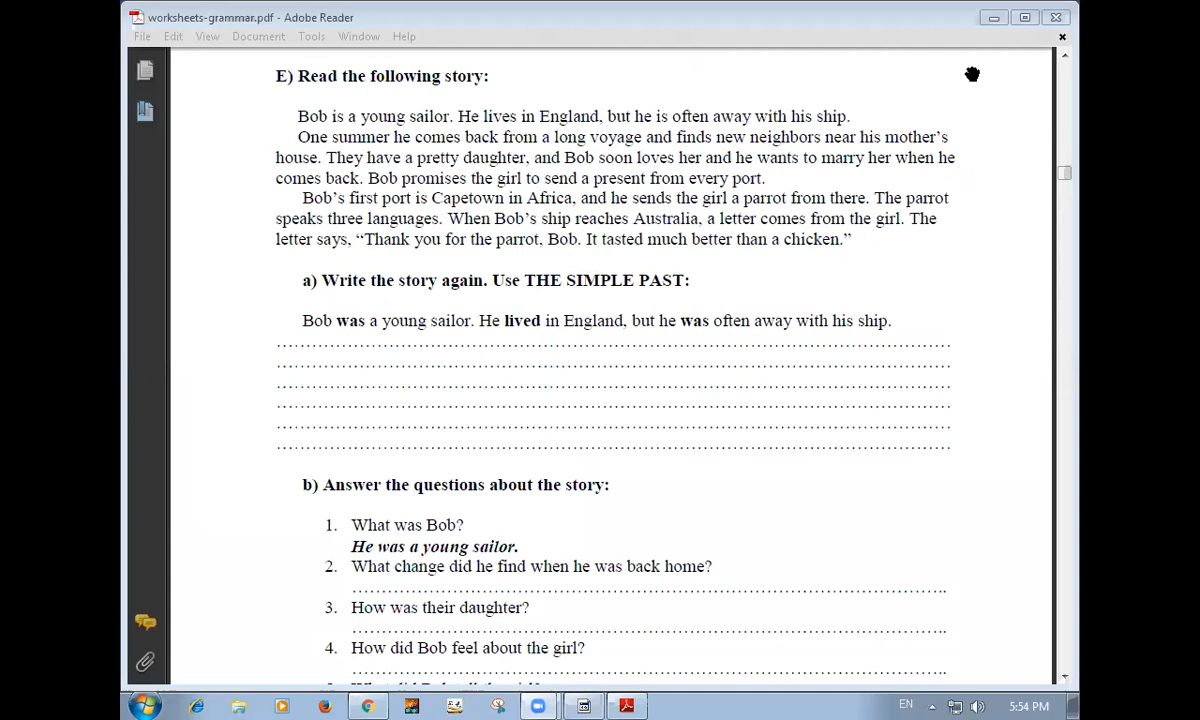 worksheets-grammar.pdf - Adobe Reader
File Edit View Document Tools Window Help
E) Read the following story:
Bob is a young sailor. He lives in England, but he is often away with his ship.
One summer he comes back from a long voyage and finds new neighbors near his mother's
house. They have a pretty daughter, and Bob soon loves her and he wants to marry her when he
comes back. Bob promises the girl to send a present from every port.
Bob's first port is Capetown in Africa, and he sends the girl a parrot from there. The parrot
speaks three languages. When Bob's ship reaches Australia, a letter comes from the girl. The
letter says, “Thank you for the parrot, Bob. It tasted much better than a chicken.”
a) Write the story again. Use THE SIMPLE PAST:
Bob was a young sailor. He lived in England, but he was often away with his ship.
b) Answer the questions about the story:
1. What was Bob?
He was a young sailor.
2. What change did he find when he was back home?
3. How was their daughter?
4. How did Bob feel about the girl?
EN
5:54 PM